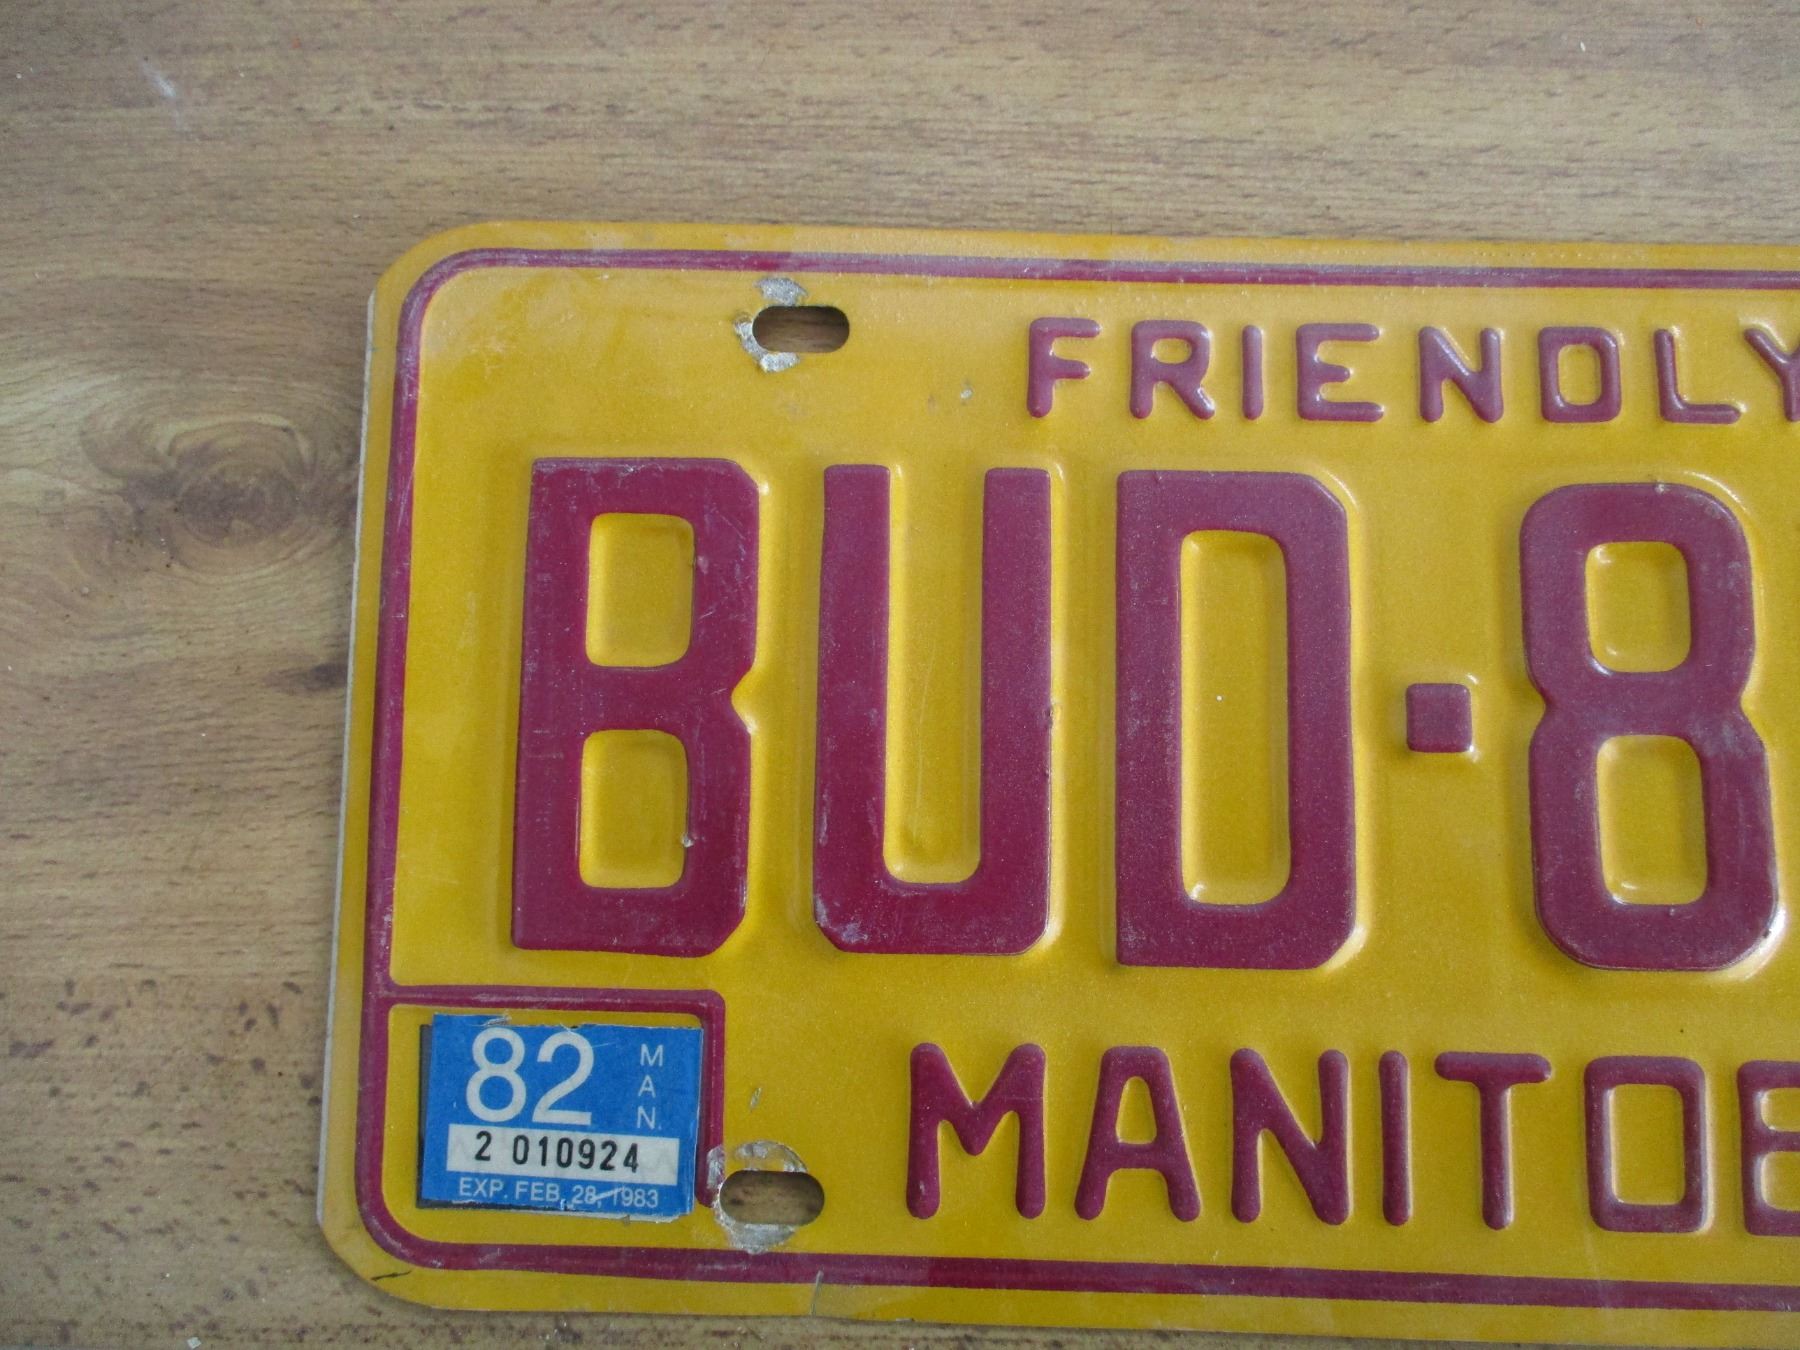 FRIENDLY
BUD·8
MANITOB
82 MAN.
2 010924
EXP. FEB. 28, 1983